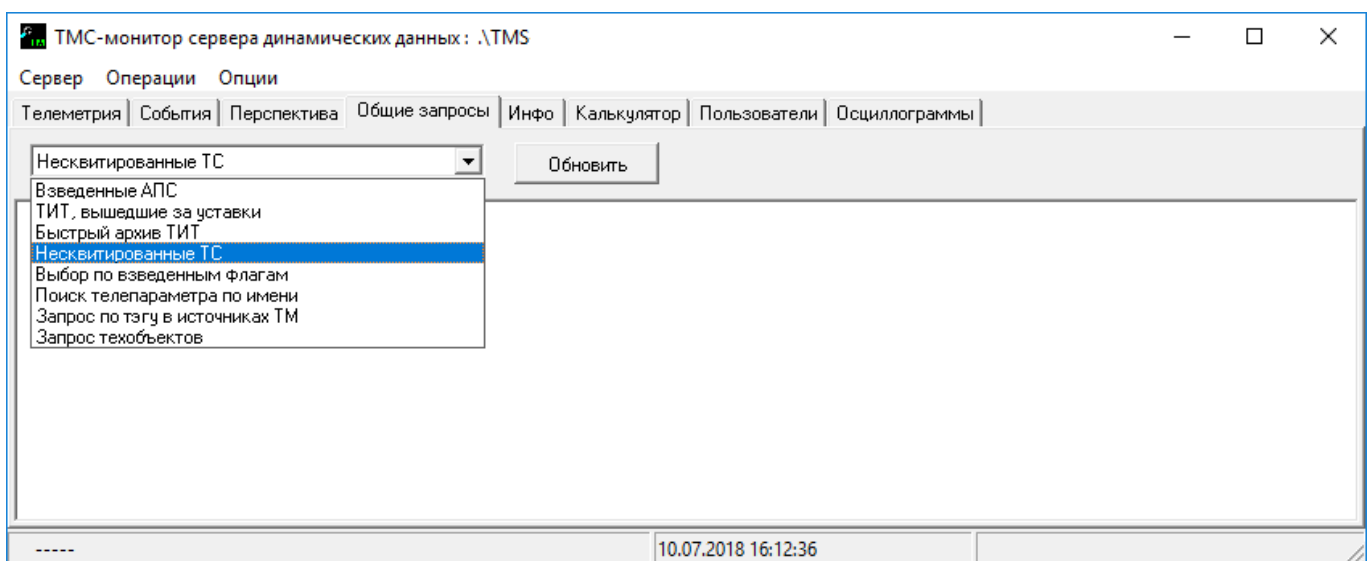 ТМС-монитор сервера динамических данных : .\TMS
Сервер Операции Опции
Телеметрия События Перспектива Общие запросы Инфо Калькулятор Пользователи Осциллограммы
Несквитированные ТС Обновить
Взведенные АПС
ТИТ, вышедшие за уставки
Быстрый архив ТИТ
Несквитированные ТС
Выбор по взведенным флагам
Поиск телепараметра по имени
Запрос по тэгу в источниках ТМ
Запрос техобъектов
----- 10.07.2018 16:12:36